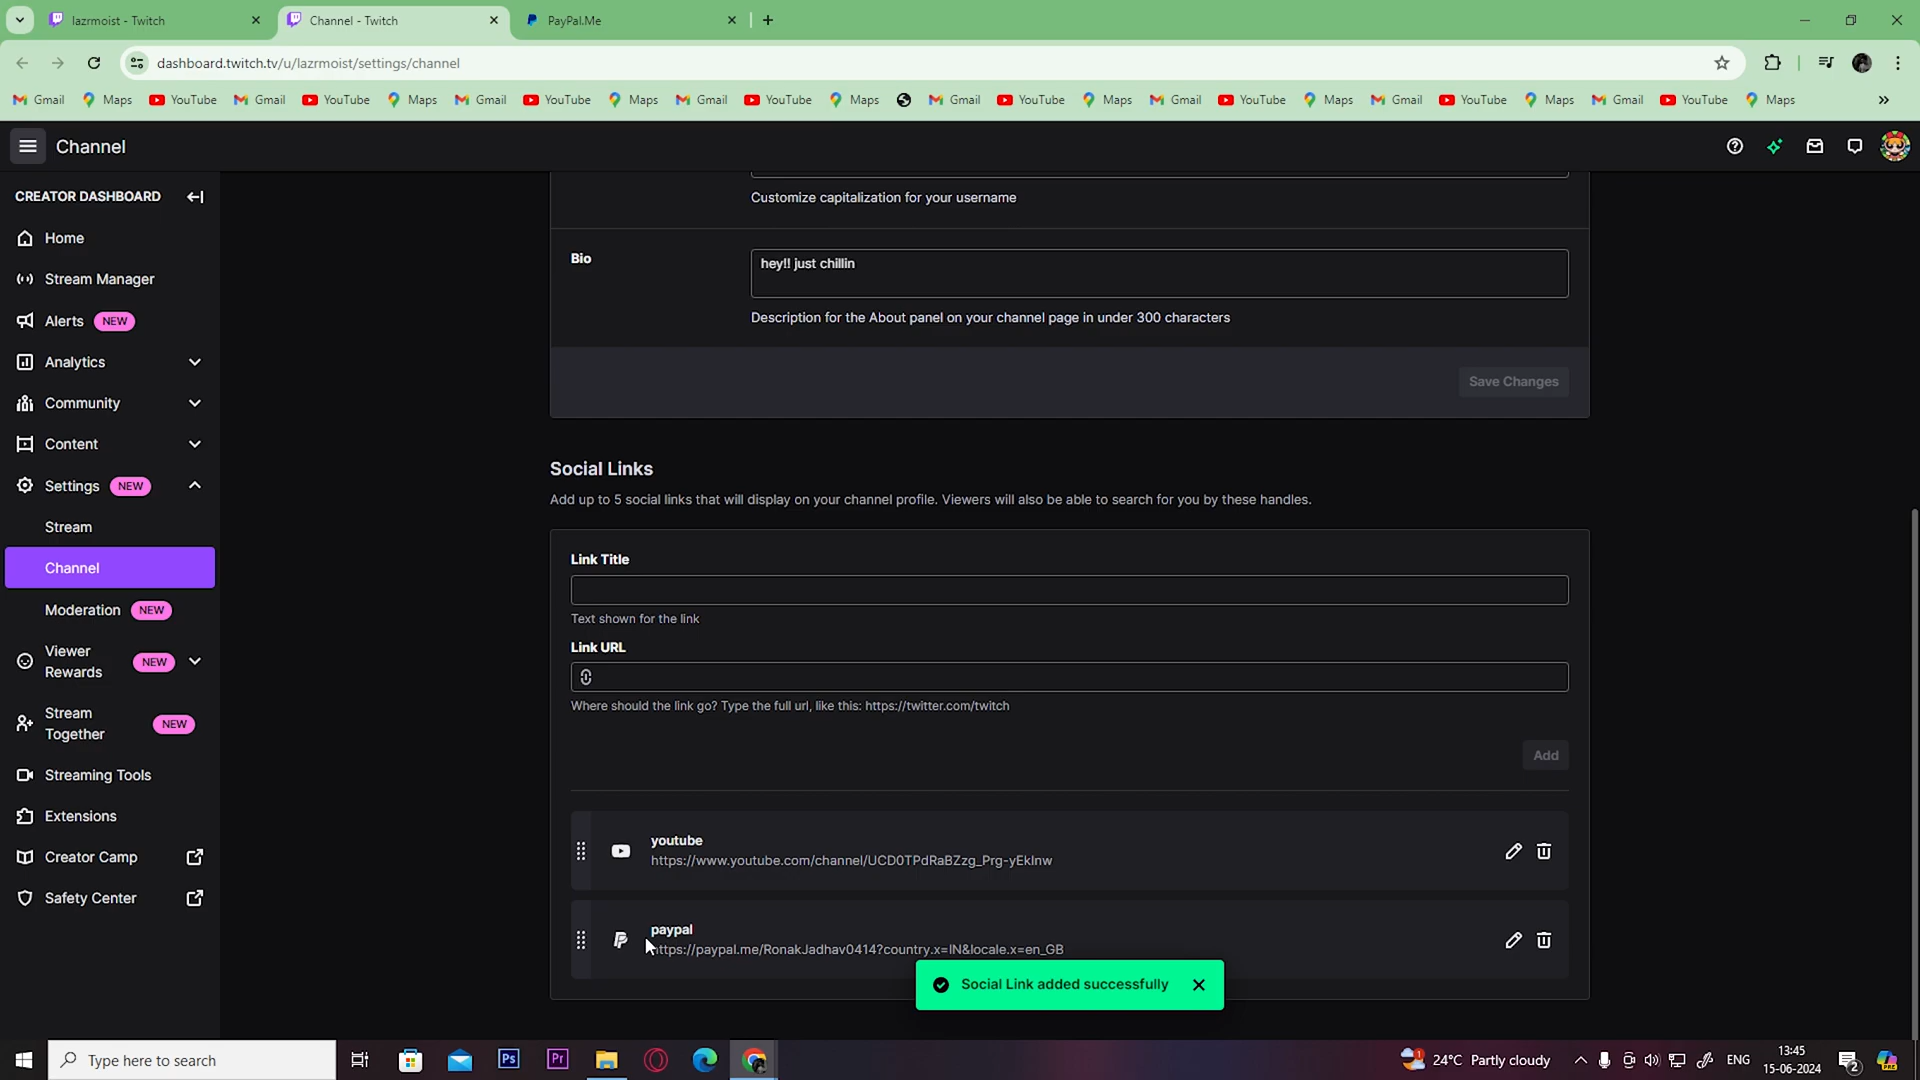 lazrmoist - Twitch
Channel - Twitch
PayPal.Me
dashboard.twitch.tv/u/lazrmoist/settings/channel
Gmail Maps YouTube Gmail YouTube Maps Gmail YouTube Maps Gmail YouTube Maps Gmail YouTube Maps Gmail YouTube Maps Gmail YouTube Maps Gmail YouTube Maps
Channel
CREATOR DASHBOARD
Home
Stream Manager
Alerts NEW
Analytics
Community
Content
Settings NEW
Stream
Channel
Moderation NEW
Viewer
Rewards NEW
Stream
Together NEW
Streaming Tools
Extensions
Creator Camp
Safety Center
Customize capitalization for your username
Bio
hey!! just chillin
Description for the About panel on your channel page in under 300 characters
Save Changes
Social Links
Add up to 5 social links that will display on your channel profile. Viewers will also be able to search for you by these handles.
Link Title
Text shown for the link
Link URL
Where should the link go? Type the full url, like this: https://twitter.com/twitch
Add
youtube
https://www.youtube.com/channel/UCD0TPdRaBZzg_Prg-yEkInw
paypal
https://paypal.me/RonakJadhav0414?country.x=IN&locale.x=en_GB
Social Link added successfully
Type here to search
Ps
Pr
24°C Partly cloudy
ENG
13:45
15-06-2024
2